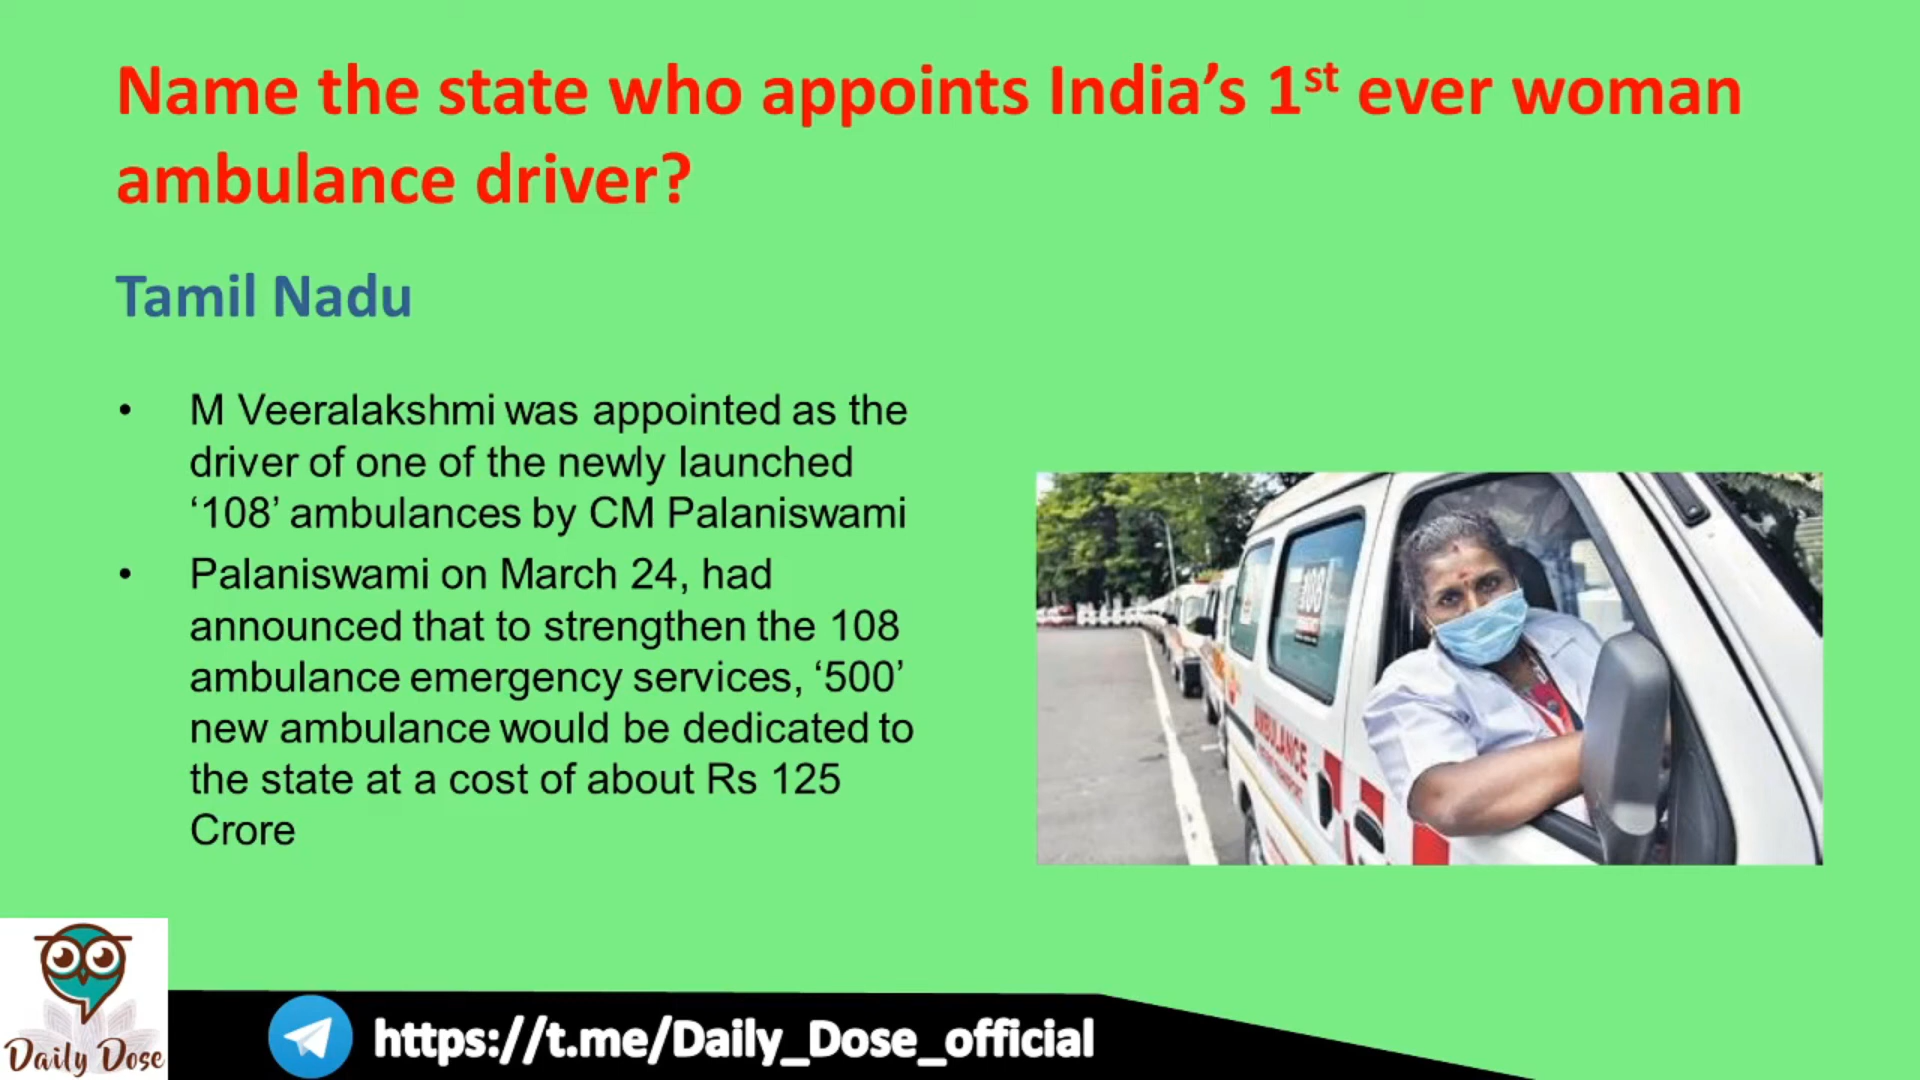 Name the state who appoints India’s 1st ever woman
ambulance driver?
Tamil Nadu
• M Veeralakshmi was appointed as the
driver of one of the newly launched
‘108’ ambulances by CM Palaniswami
• Palaniswami on March 24, had
announced that to strengthen the 108
ambulance emergency services, ‘500’
new ambulance would be dedicated to
the state at a cost of about Rs 125
Crore
108
AMBULANCE
Daily Dose
https://t.me/Daily_Dose_official